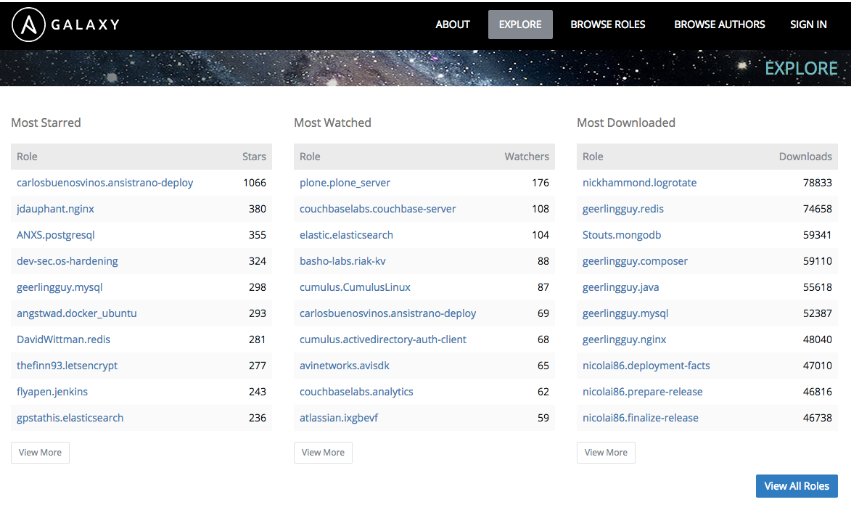 A GALAXY ABOUT EXPLORE BROWSE ROLES BROWSE AUTHORS SIGN IN
EXPLORE
Most Starred
Role Stars
carlosbuenosvinos.ansistrano-deploy 1066
jdauphant.nginx 380
ANXS.postgresql 355
dev-sec.os-hardening 324
geerlingguy.mysql 298
angstwad.docker_ubuntu 293
DavidWittman.redis 281
thefinn93.letsencrypt 277
flyapen.jenkins 243
gpstathis.elasticsearch 236
View More
Most Watched
Role Watchers
plone.plone_server 176
couchbaselabs.couchbase-server 108
elastic.elasticsearch 104
basho-labs.riak-kv 88
cumulus.CumulusLinux 87
carlosbuenosvinos.ansistrano-deploy 69
cumulus.activedirectory-auth-client 68
avinetworks.avisdk 65
couchbaselabs.analytics 62
atlassian.ixgbevf 59
View More
Most Downloaded
Role Downloads
nickhammond.logrotate 78833
geerlingguy.redis 74658
Stouts.mongodb 59341
geerlingguy.composer 59110
geerlingguy.java 55618
geerlingguy.mysql 52387
geerlingguy.nginx 48040
nicolai86.deployment-facts 47010
nicolai86.prepare-release 46816
nicolai86.finalize-release 46738
View More
View All Roles